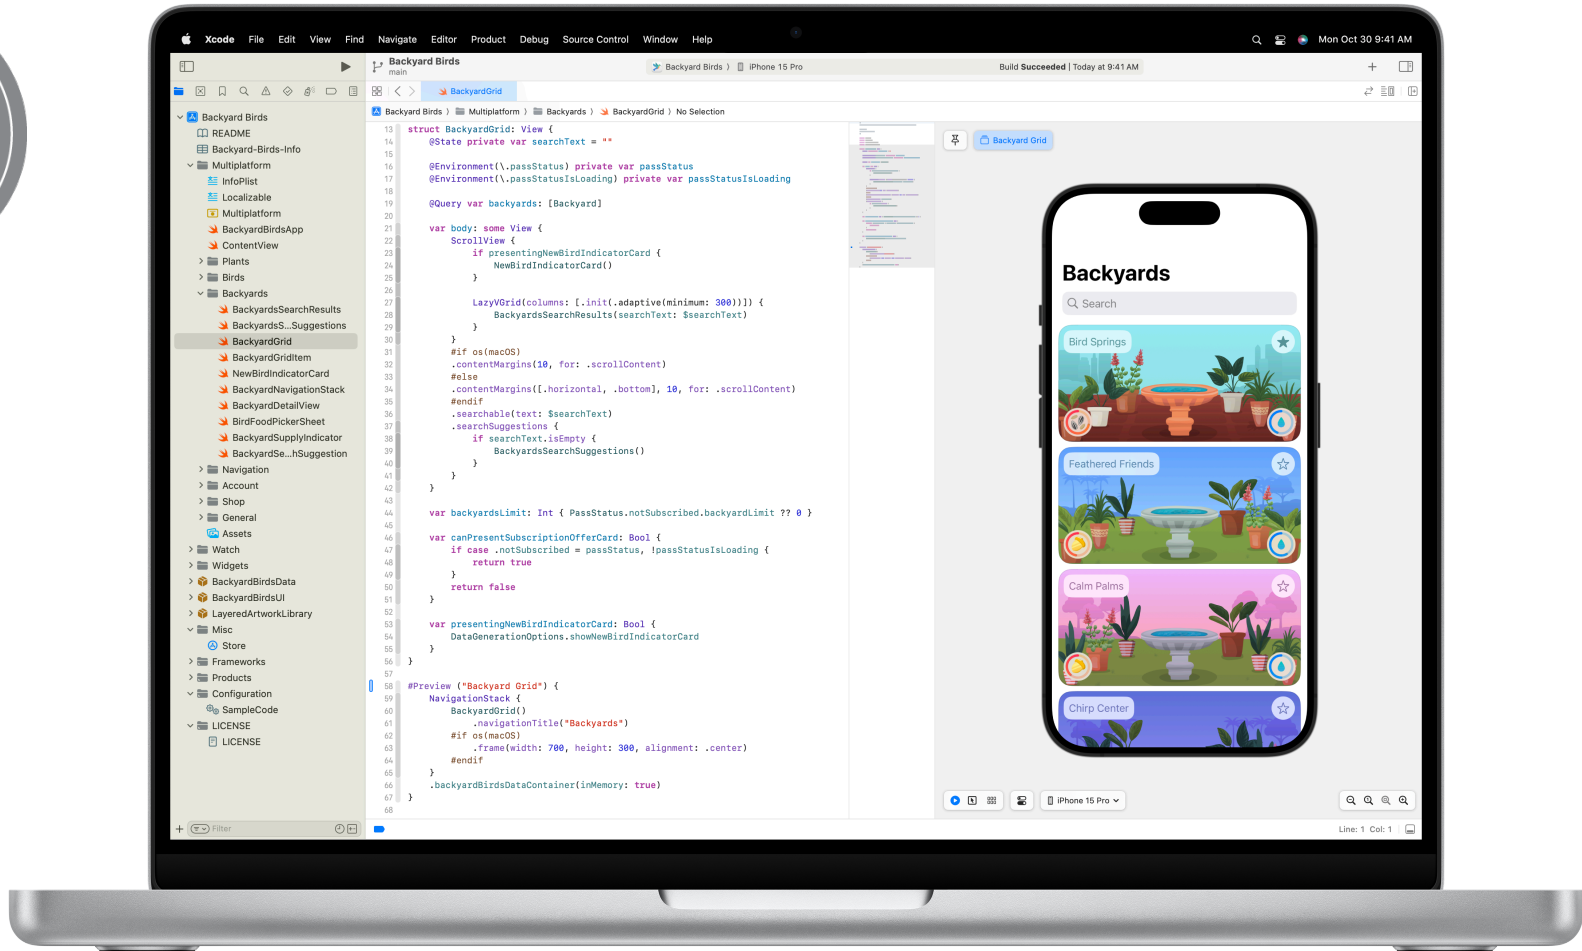 Xcode File Edit View Find Navigate Editor Product Debug Source Control Window Help
Mon Oct 30 9:41 AM
Backyard Birds
main
Backyard Birds 〉 iPhone 15 Pro
Build Succeeded | Today at 9:41 AM
BackyardGrid
Backyard Birds 〉 Multiplatform 〉 Backyards 〉 BackyardGrid 〉 No Selection
Backyard Birds
README
Backyard-Birds-Info
Multiplatform
InfoPlist
Localizable
Multiplatform
BackyardBirdsApp
ContentView
Plants
Birds
Backyards
BackyardsSearchResults
BackyardsS...Suggestions
BackyardGrid
BackyardGridItem
NewBirdIndicatorCard
BackyardNavigationStack
BackyardDetailView
BirdFoodPickerSheet
BackyardSupplyIndicator
BackyardSe...hSuggestion
Navigation
Account
Shop
General
Assets
Watch
Widgets
BackyardBirdsData
BackyardBirdsUI
LayeredArtworkLibrary
Misc
Store
Frameworks
Products
Configuration
SampleCode
LICENSE
LICENSE
Filter
13 struct BackyardGrid: View {
14 @State private var searchText = ""
15
16 @Environment(\.passStatus) private var passStatus
17 @Environment(\.passStatusIsLoading) private var passStatusIsLoading
18
19 @Query var backyards: [Backyard]
20
21 var body: some View {
22 ScrollView {
23 if presentingNewBirdIndicatorCard {
24 NewBirdIndicatorCard()
25 }
26
27 LazyVGrid(columns: [.init(.adaptive(minimum: 300))]) {
28 BackyardsSearchResults(searchText: $searchText)
29 }
30 }
31 #if os(macOS)
32 .contentMargins(10, for: .scrollContent)
33 #else
34 .contentMargins([.horizontal, .bottom], 10, for: .scrollContent)
35 #endif
36 .searchable(text: $searchText)
37 .searchSuggestions {
38 if searchText.isEmpty {
39 BackyardsSearchSuggestions()
40 }
41 }
42 }
43
44 var backyardsLimit: Int { PassStatus.notSubscribed.backyardLimit ?? 0 }
45
46 var canPresentSubscriptionOfferCard: Bool {
47 if case .notSubscribed = passStatus, !passStatusIsLoading {
48 return true
49 }
50 return false
51 }
52
53 var presentingNewBirdIndicatorCard: Bool {
54 DataGenerationOptions.showNewBirdIndicatorCard
55 }
56 }
57
58 #Preview ("Backyard Grid") {
59 NavigationStack {
60 BackyardGrid()
61 .navigationTitle("Backyards")
62 #if os(macOS)
63 .frame(width: 700, height: 300, alignment: .center)
64 #endif
65 }
66 .backyardBirdsDataContainer(inMemory: true)
67 }
68
Backyard Grid
Backyards
Search
Bird Springs
Feathered Friends
Calm Palms
Chirp Center
iPhone 15 Pro
Line: 1 Col: 1